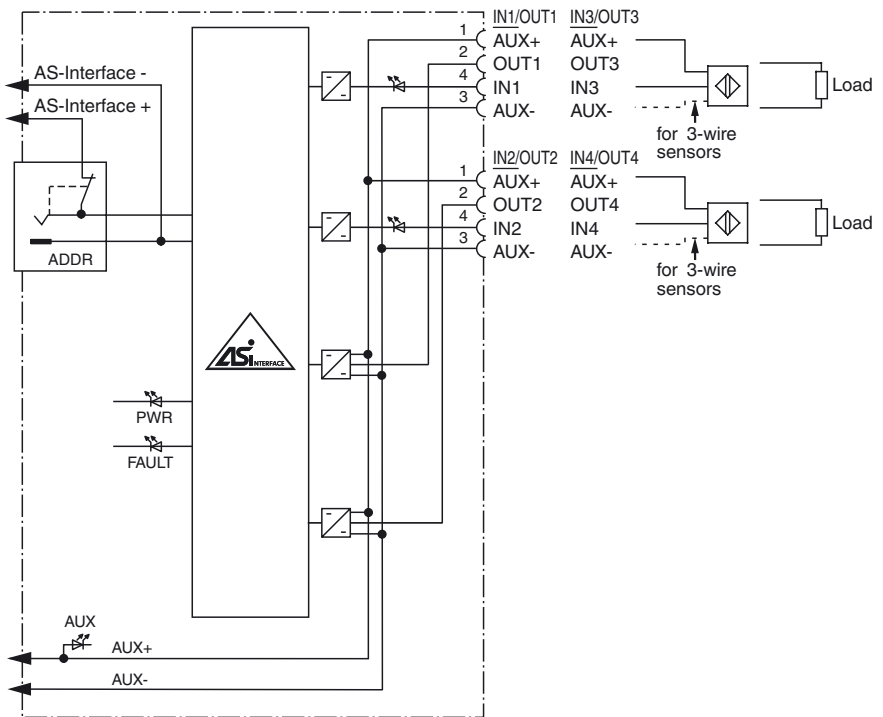 IN1/OUT1 IN3/OUT3
1 AUX+ AUX+
2 OUT1 OUT3
4 IN1 IN3
3 AUX- AUX-
Load
for 3-wire
sensors
AS-Interface -
AS-Interface +
ADDR
IN2/OUT2 IN4/OUT4
1 AUX+ AUX+
2 OUT2 OUT4
4 IN2 IN4
3 AUX- AUX-
Load
for 3-wire
sensors
ASi INTERFACE
PWR
FAULT
AUX
AUX+
AUX-